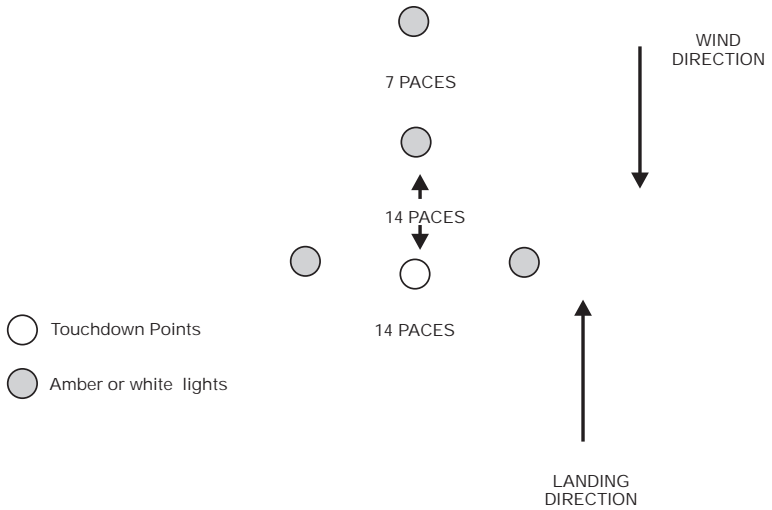 WIND
DIRECTION
7 PACES
14 PACES
14 PACES
Touchdown Points
Amber or white lights
LANDING
DIRECTION